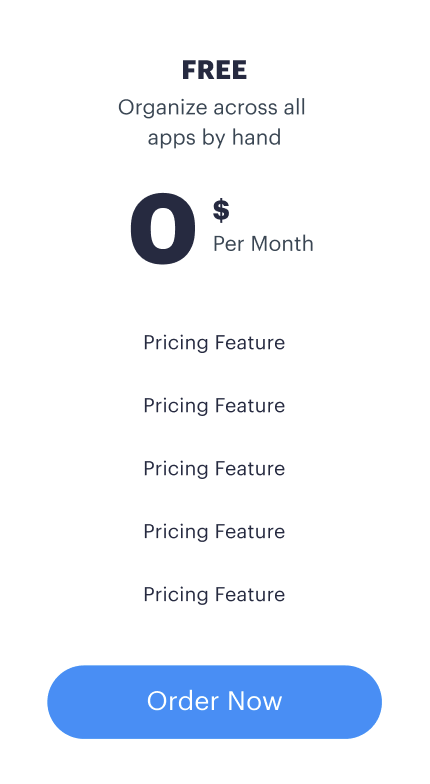 FREE
Organize across all
apps by hand
0 $
Per Month
Pricing Feature
Pricing Feature
Pricing Feature
Pricing Feature
Pricing Feature
Order Now